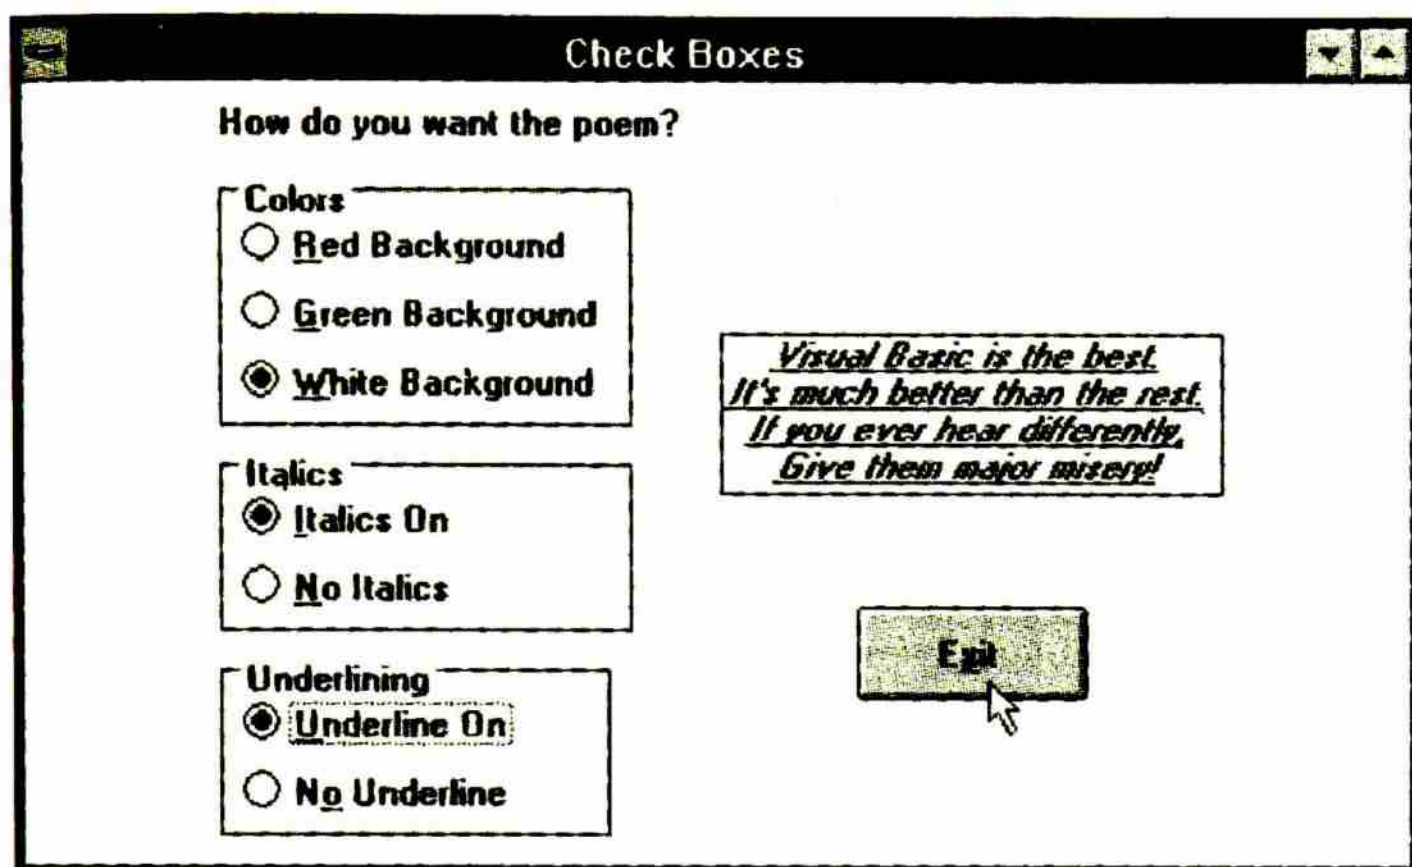 Check Boxes
How do you want the poem?
Colors
Red Background
Green Background
White Background
Italics
Italics On
No Italics
Underlining
Underline On
No Underline
Visual Basic is the best.
It's much better than the rest.
If you ever hear differently,
Give them major misery!
Exit